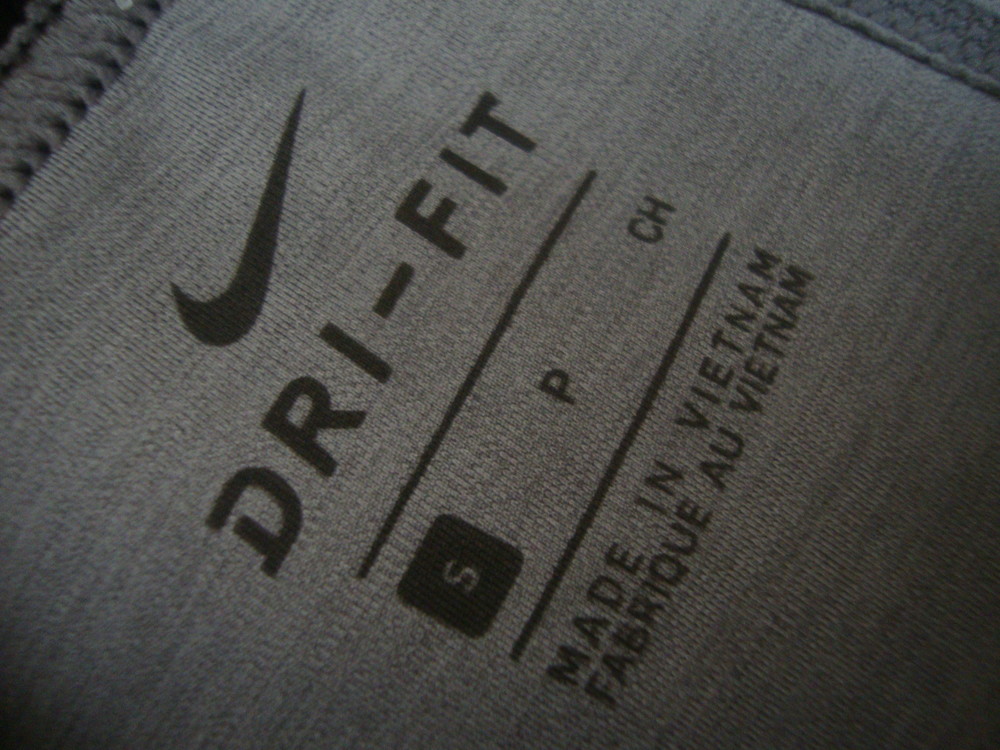 DRI-FIT
S P CH
MADE IN VIETNAM
FABRIQUE AU VIETNAM